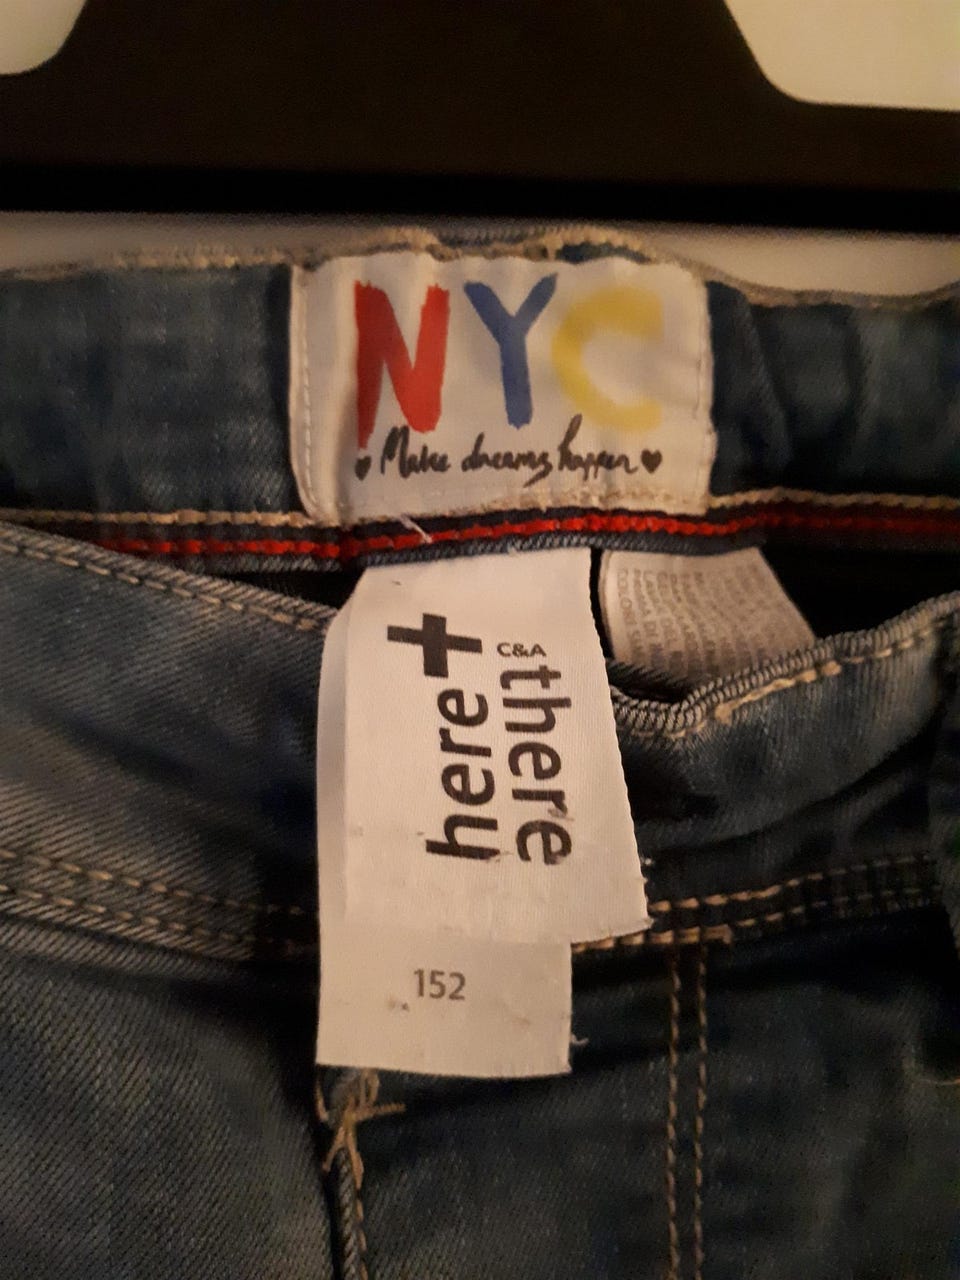 NYC
Make dreams happen
here+
C&A
there
152